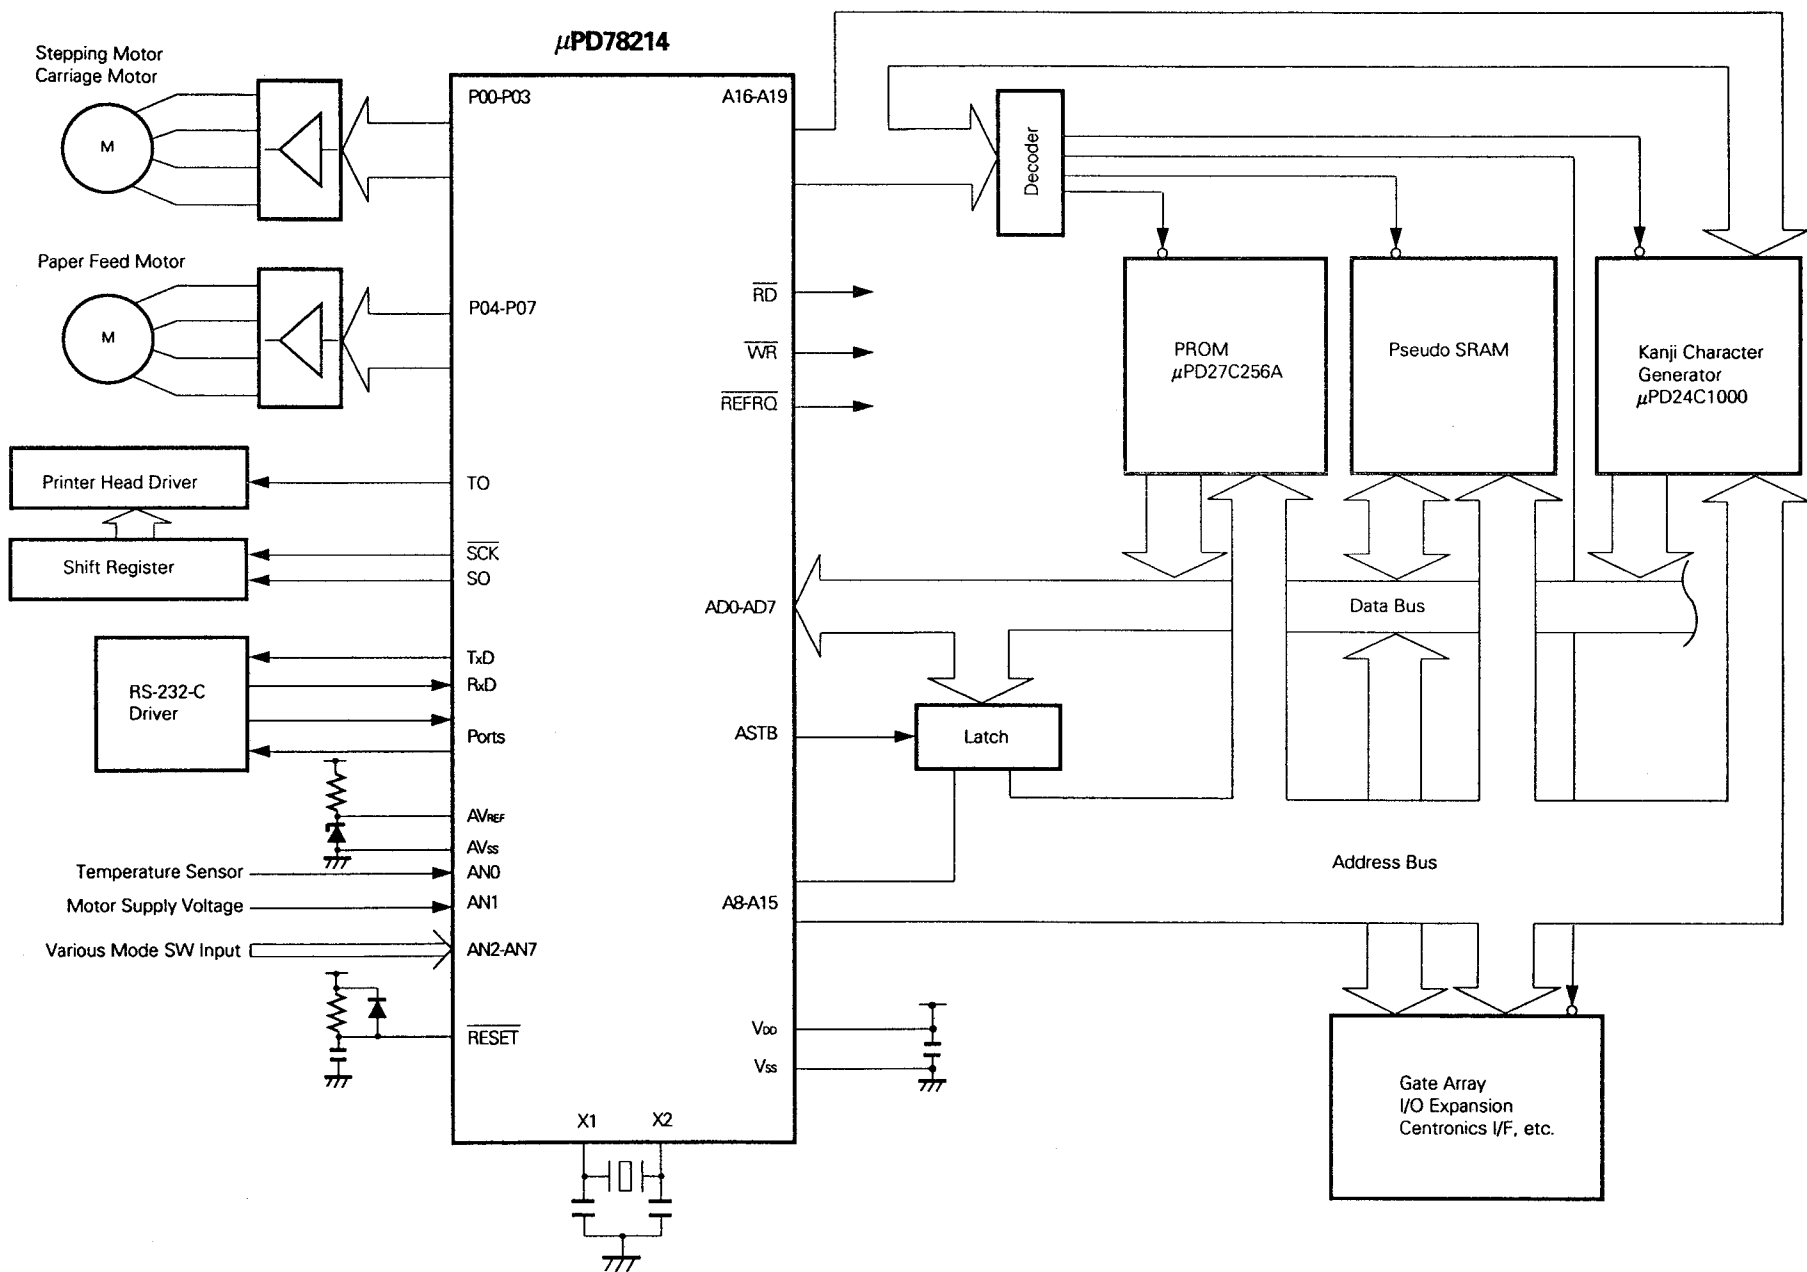 μPD78214
Stepping Motor
Carriage Motor
M
P00-P03
A16-A19
Decoder
Paper Feed Motor
M
P04-P07
RD
WR
REFRQ
PROM
μPD27C256A
Pseudo SRAM
Kanji Character
Generator
μPD24C1000
Printer Head Driver
TO
Shift Register
SCK
SO
AD0-AD7
Data Bus
RS-232-C
Driver
TxD
RxD
Ports
ASTB
Latch
AVREF
AVSS
Temperature Sensor
AN0
Motor Supply Voltage
AN1
Various Mode SW Input
AN2-AN7
A8-A15
Address Bus
RESET
VDD
VSS
X1
X2
Gate Array
I/O Expansion
Centronics I/F, etc.